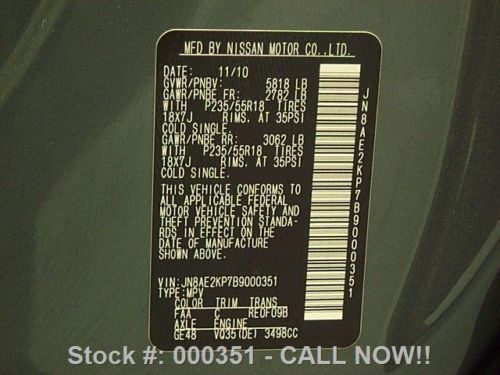 MFD BY NISSAN MOTOR CO.,LTD.
DATE: 11/10
GVWR/PNBV: 5818 LB
GAWR/PNBE FR: 2782 LB
WITH P235/55R18 TIRES
18X7J RIMS. AT 35PSI
COLD SINGLE.
GAWR/PNBE RR: 3062 LB
WITH P235/55R18 TIRES
18X7J RIMS. AT 35PSI
COLD SINGLE.
THIS VEHICLE CONFORMS TO
ALL APPLICABLE FEDERAL
MOTOR VEHICLE SAFETY AND
THEFT PREVENTION STANDA-
RDS IN EFFECT ON THE
DATE OF MANUFACTURE
SHOWN ABOVE.
VIN:JN8AE2KP7B9000351
TYPE:MPV
COLOR TRIM TRANS
FAA C RE0F09B
AXLE ENGINE
GE48 VQ35(DE) 3498CC
JN8AE2KP7B9000351
Stock #: 000351 - CALL NOW!!